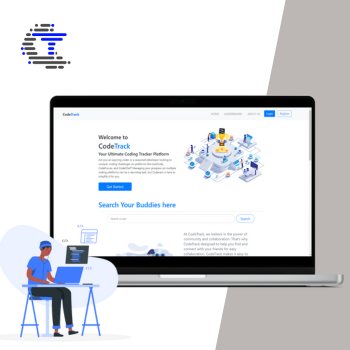 CodeTrack
HOME LEADERBOARD ABOUT US Login Register
Welcome to
CodeTrack
Your Ultimate Coding Tracker Platform
Get Started
Search Your Buddies here
Search
At CodeTrack, we believe in the power of
community and collaboration. That's why
CodeTrack designed to help you find and
connect with your friends for easy
collaboration. CodeTrack makes it easy to